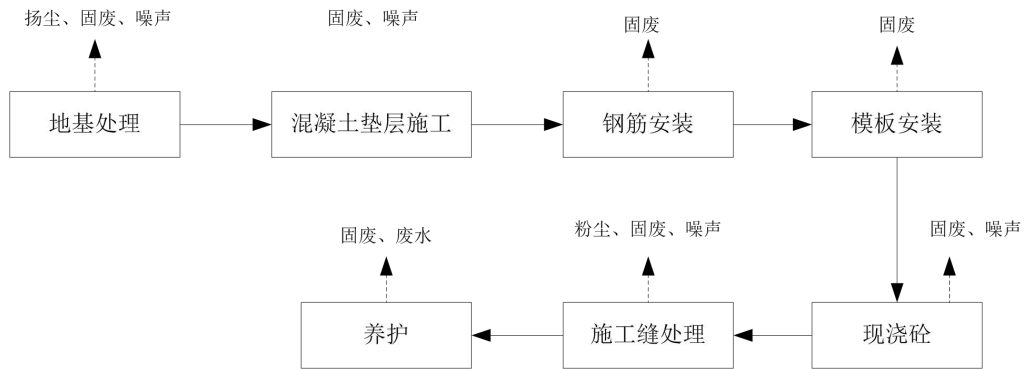 扬尘、固废、噪声
固废、噪声
固废
固废
地基处理
混凝土垫层施工
钢筋安装
模板安装
固废、废水
粉尘、固废、噪声
固废、噪声
养护
施工缝处理
现浇砼